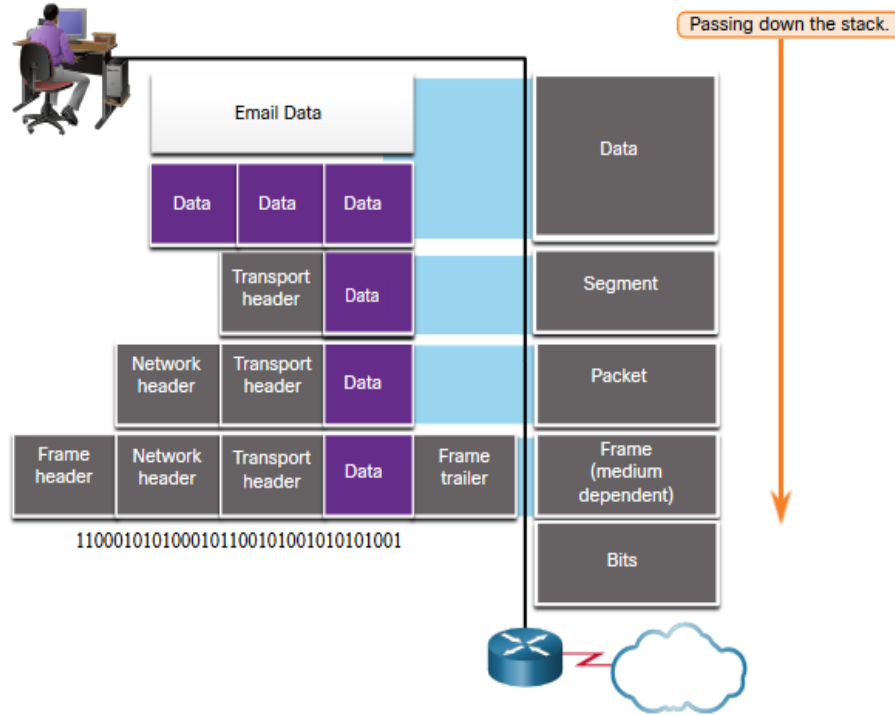 Passing down the stack.
Email Data
Data
Data Data Data
Transport
header
Data
Segment
Network
header
Transport
header
Data
Packet
Frame
header
Network
header
Transport
header
Data
Frame
trailer
Frame
(medium
dependent)
1100010101000101100101001010101001
Bits